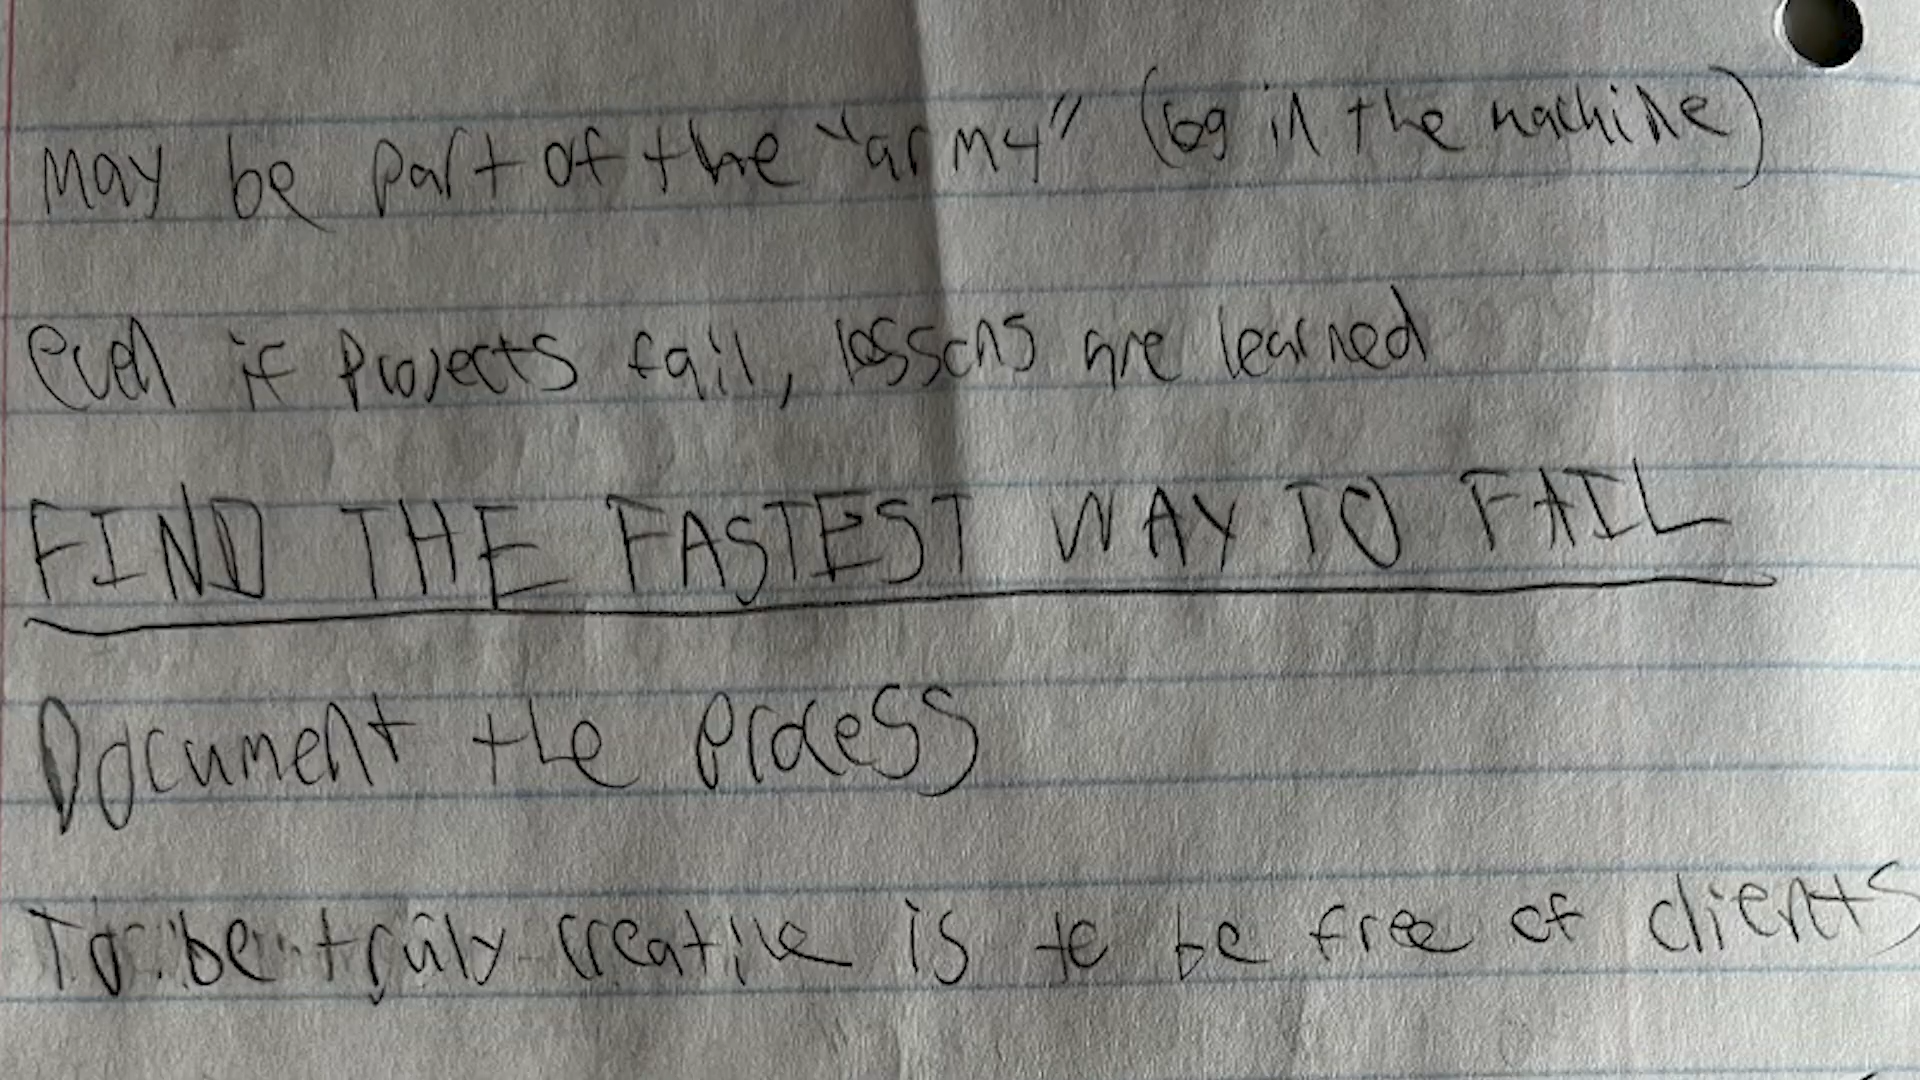 may be part of the "army" (cog in the machine)
even if projects fail, lessons are learned
FIND THE FASTEST WAY TO FAIL
Document the process
To be truly creative is to be free of clients